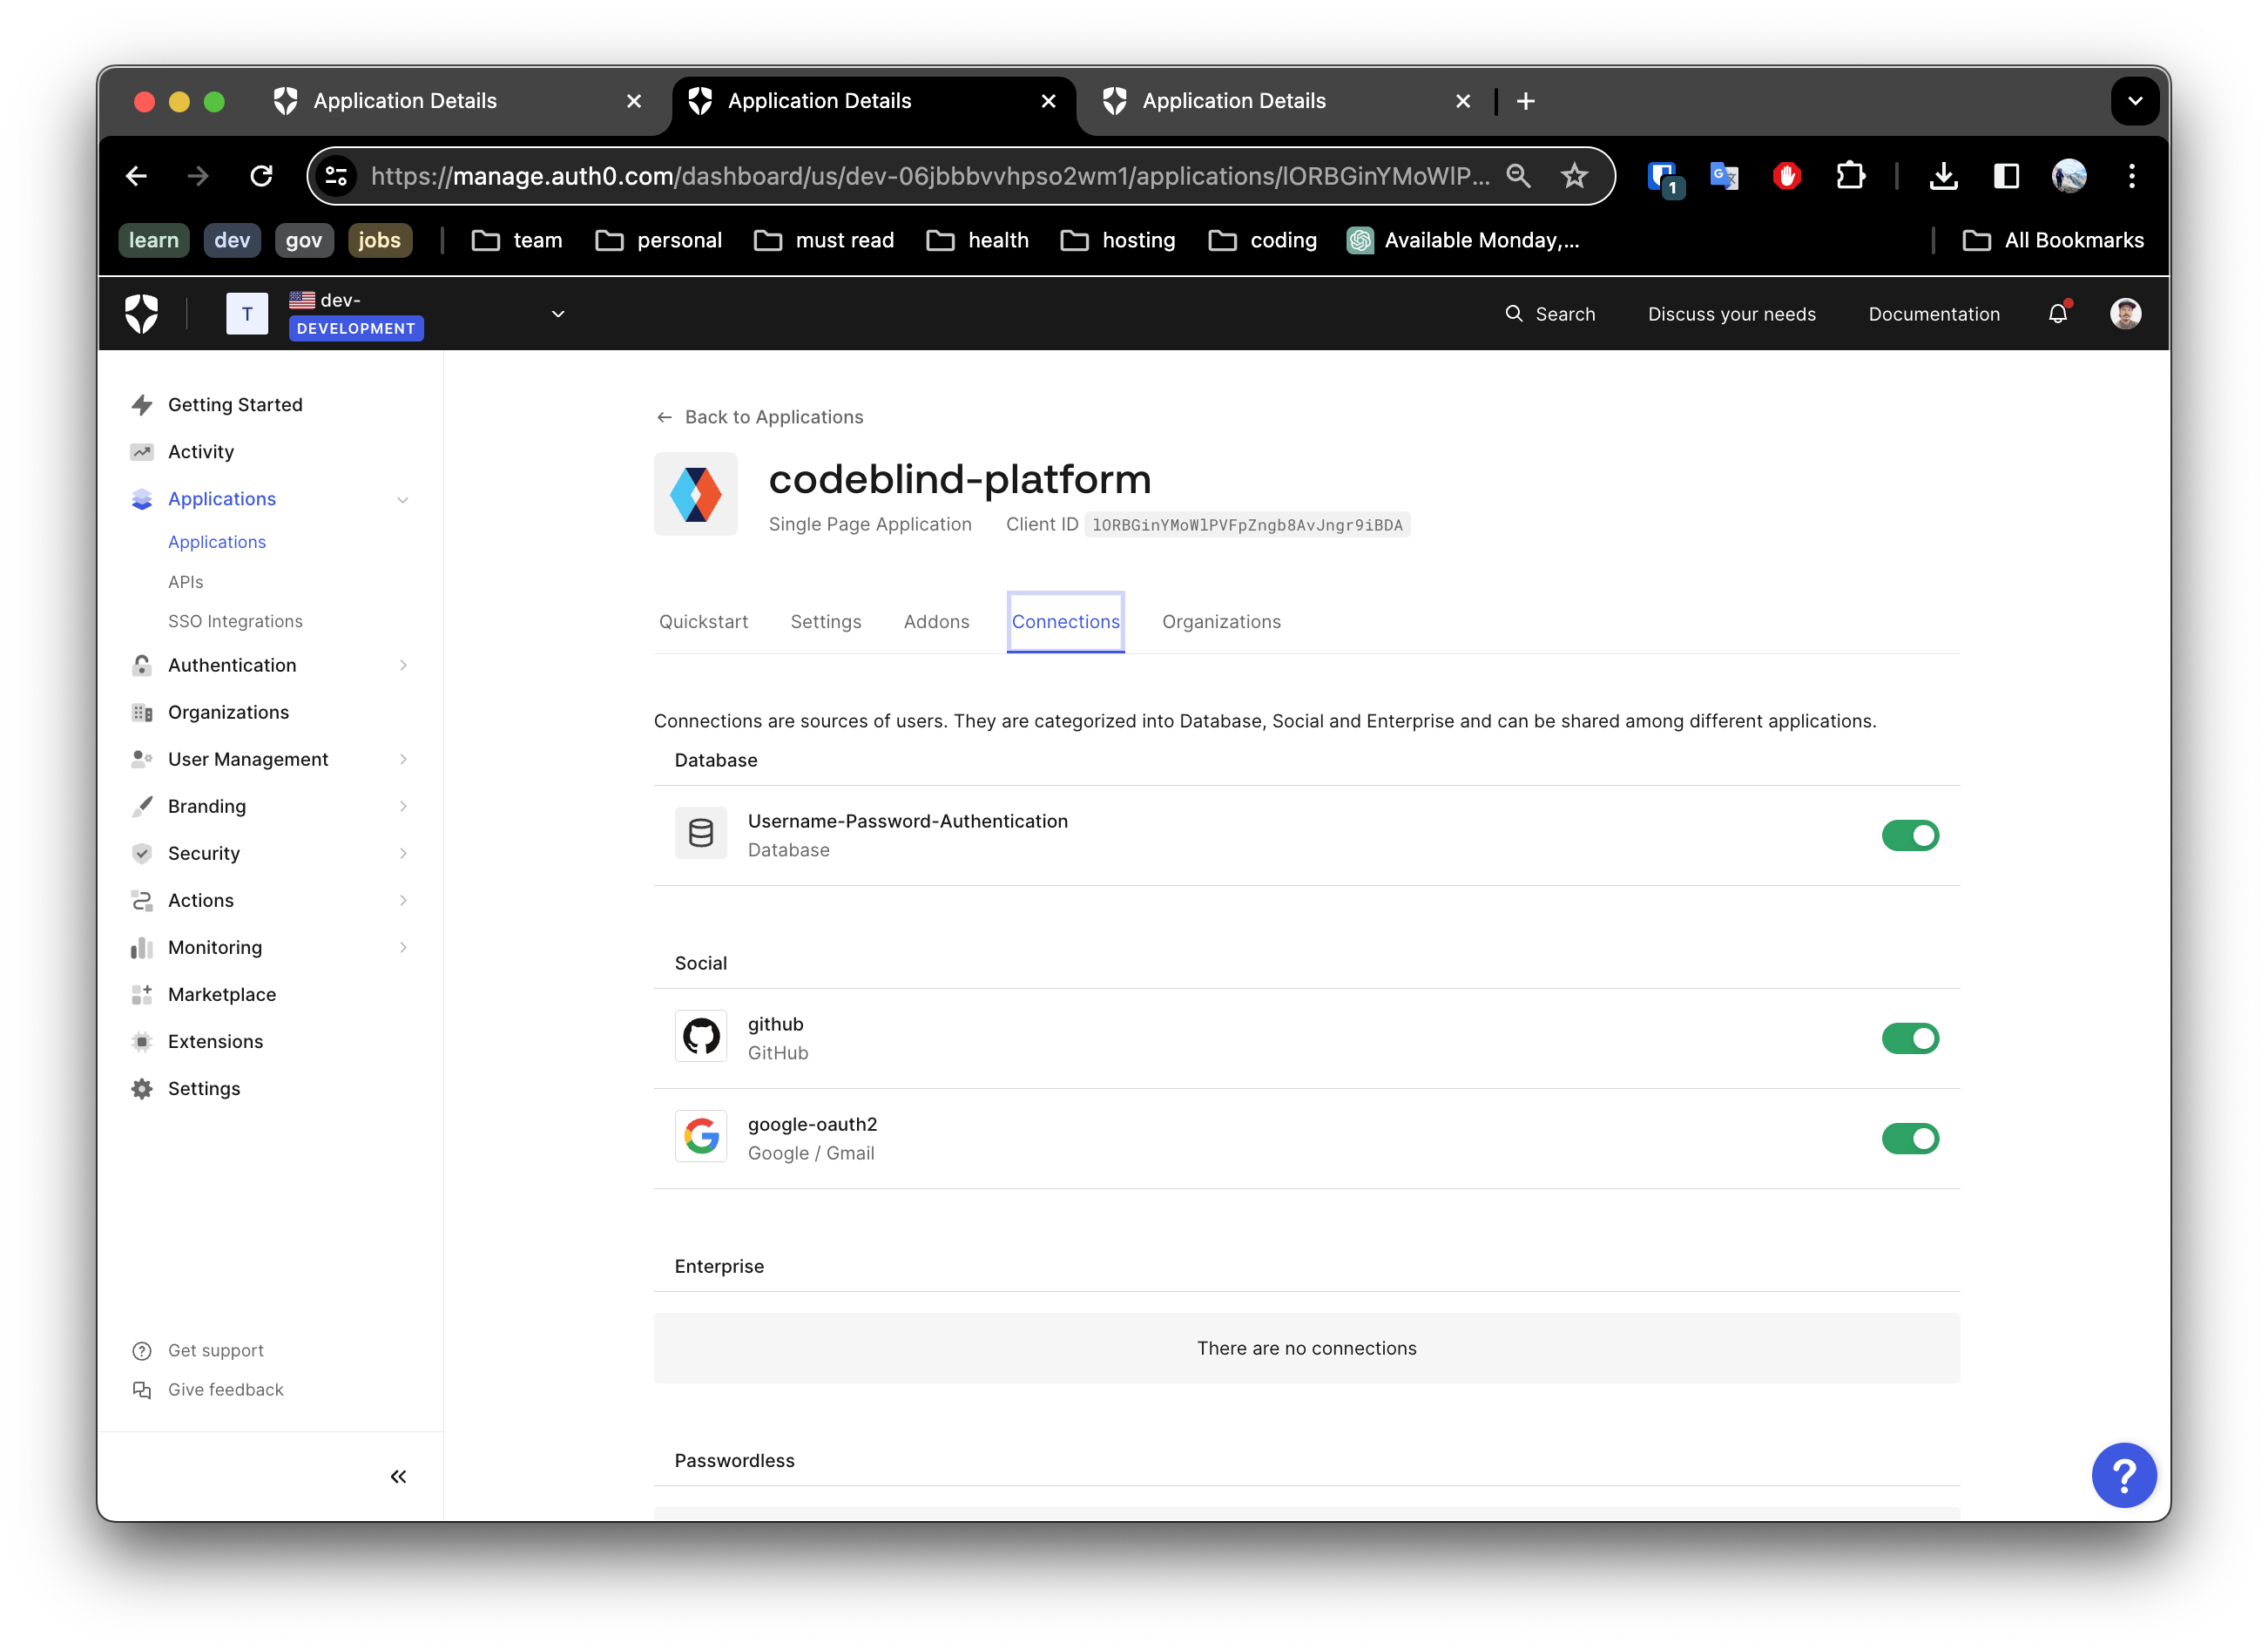 Application Details
Application Details
Application Details
https://manage.auth0.com/dashboard/us/dev-06jbbbvvhpso2wm1/applications/lORBGinYMoWlP...
1
learn
dev
gov
jobs
team
personal
must read
health
hosting
coding
Available Monday,...
All Bookmarks
T
dev-
DEVELOPMENT
Search
Discuss your needs
Documentation
Getting Started
Activity
Applications
Applications
APIs
SSO Integrations
Authentication
Organizations
User Management
Branding
Security
Actions
Monitoring
Marketplace
Extensions
Settings
Get support
Give feedback
Back to Applications
codeblind-platform
Single Page Application
Client ID lORBGinYMoWlPVFpZngb8AvJngr9iBDA
Quickstart
Settings
Addons
Connections
Organizations
Connections are sources of users. They are categorized into Database, Social and Enterprise and can be shared among different applications.
Database
Username-Password-Authentication
Database
Social
github
GitHub
google-oauth2
Google / Gmail
Enterprise
There are no connections
Passwordless
?